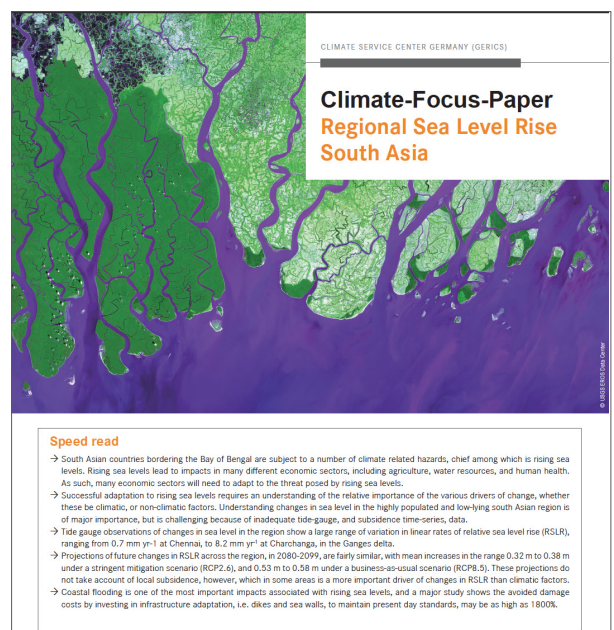 CLIMATE SERVICE CENTER GERMANY (GERICS)
Climate-Focus-Paper
Regional Sea Level Rise
South Asia
© USGS EROS Data Center
Speed read
→ South Asian countries bordering the Bay of Bengal are subject to a number of climate related hazards, chief among which is rising sea
levels. Rising sea levels lead to impacts in many different economic sectors, including agriculture, water resources, and human health.
As such, many economic sectors will need to adapt to the threat posed by rising sea levels.
→ Successful adaptation to rising sea levels requires an understanding of the relative importance of the various drivers of change, whether
these be climatic, or non-climatic factors. Understanding changes in sea level in the highly populated and low-lying south Asian region is
of major importance, but is challenging because of inadequate tide-gauge, and subsidence time-series, data.
→ Tide gauge observations of changes in sea level in the region show a large range of variation in linear rates of relative sea level rise (RSLR),
ranging from 0.7 mm yr-1 at Chennai, to 8.2 mm yr¹ at Charchanga, in the Ganges delta.
→ Projections of future changes in RSLR across the region, in 2080-2099, are fairly similar, with mean increases in the range 0.32 m to 0.38 m
under a stringent mitigation scenario (RCP2.6), and 0.53 m to 0.58 m under a business-as-usual scenario (RCP8.5). These projections do
not take account of local subsidence, however, which in some areas is a more important driver of changes in RSLR than climatic factors.
→ Coastal flooding is one of the most important impacts associated with rising sea levels, and a major study shows the avoided damage
costs by investing in infrastructure adaptation, i.e. dikes and sea walls, to maintain present day standards, may be as high as 1800%.